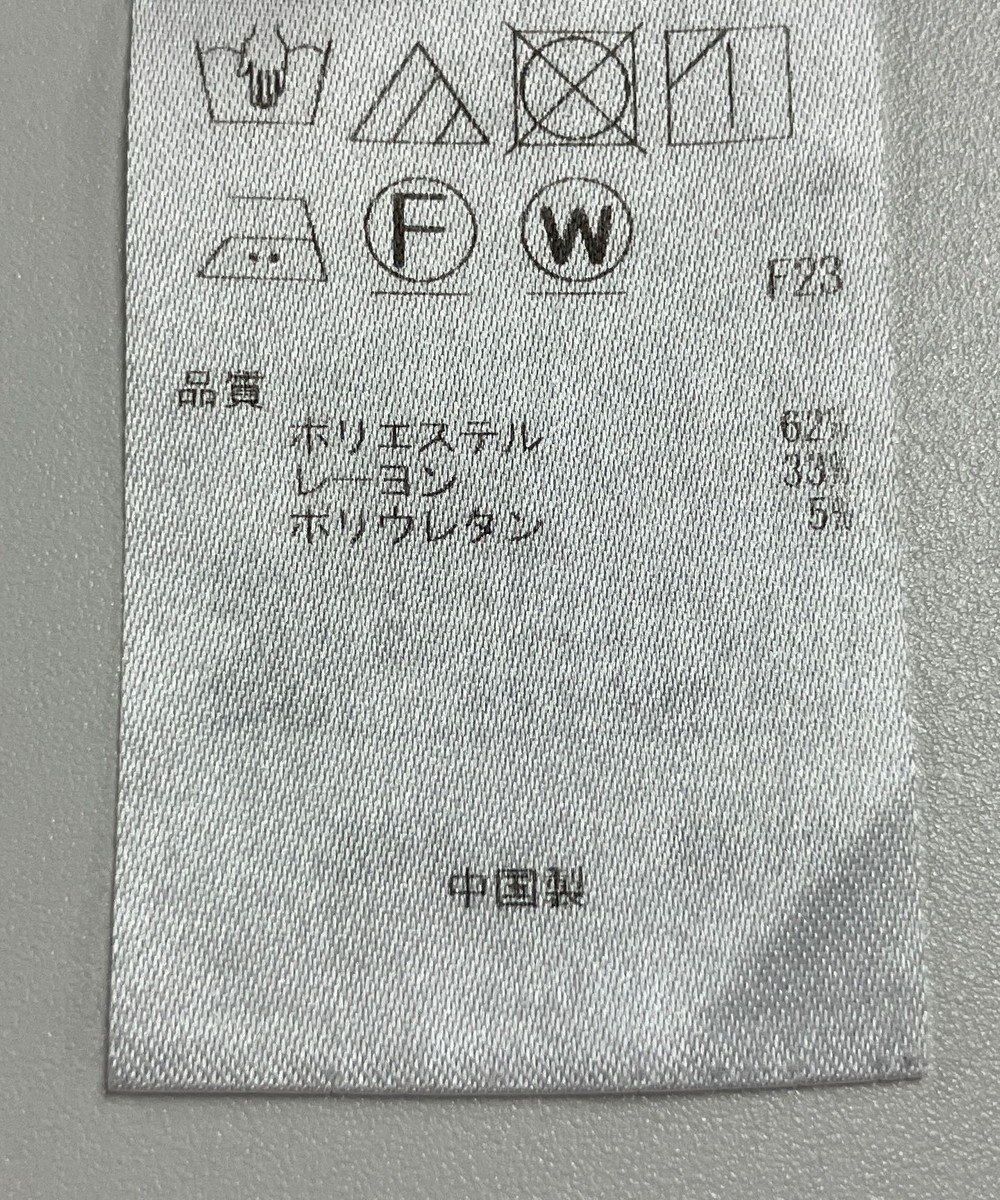 F W
F23
品質
ポリエステル 62%
レーヨン 33%
ポリウレタン 5%
中国製